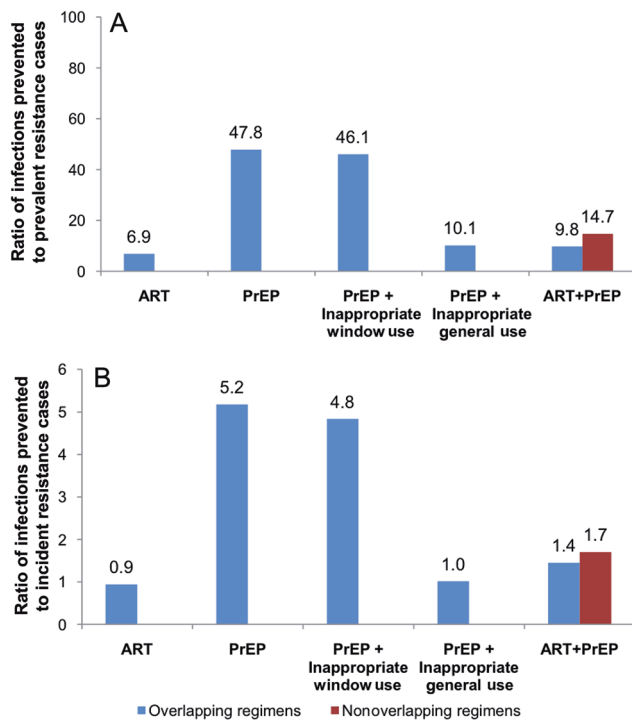 A
Ratio of infections prevented
to prevalent resistance cases
100
80
60
40
20
0
6.9
47.8
46.1
10.1
9.8
14.7
ART
PrEP
PrEP +
Inappropriate
window use
PrEP +
Inappropriate
general use
ART+PrEP
B
Ratio of infections prevented
to incident resistance cases
6
5
4
3
2
1
0
0.9
5.2
4.8
1.0
1.4
1.7
ART
PrEP
PrEP +
Inappropriate
window use
PrEP +
Inappropriate
general use
ART+PrEP
Overlapping regimens
Nonoverlapping regimens